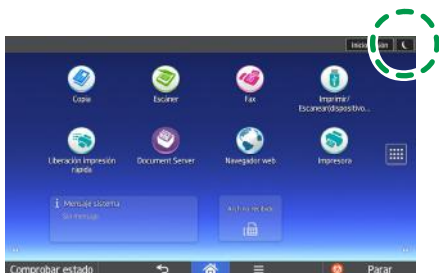 Inicio sesión
Copia
Escáner
Fax
Imprimir/
Escanear(dispositivo...
Liberación impresión
rápida
Document Server
Navegador web
Impresora
Mensaje sistema
Sin mensaje
Archivo recibido
Comprobar estado
Parar